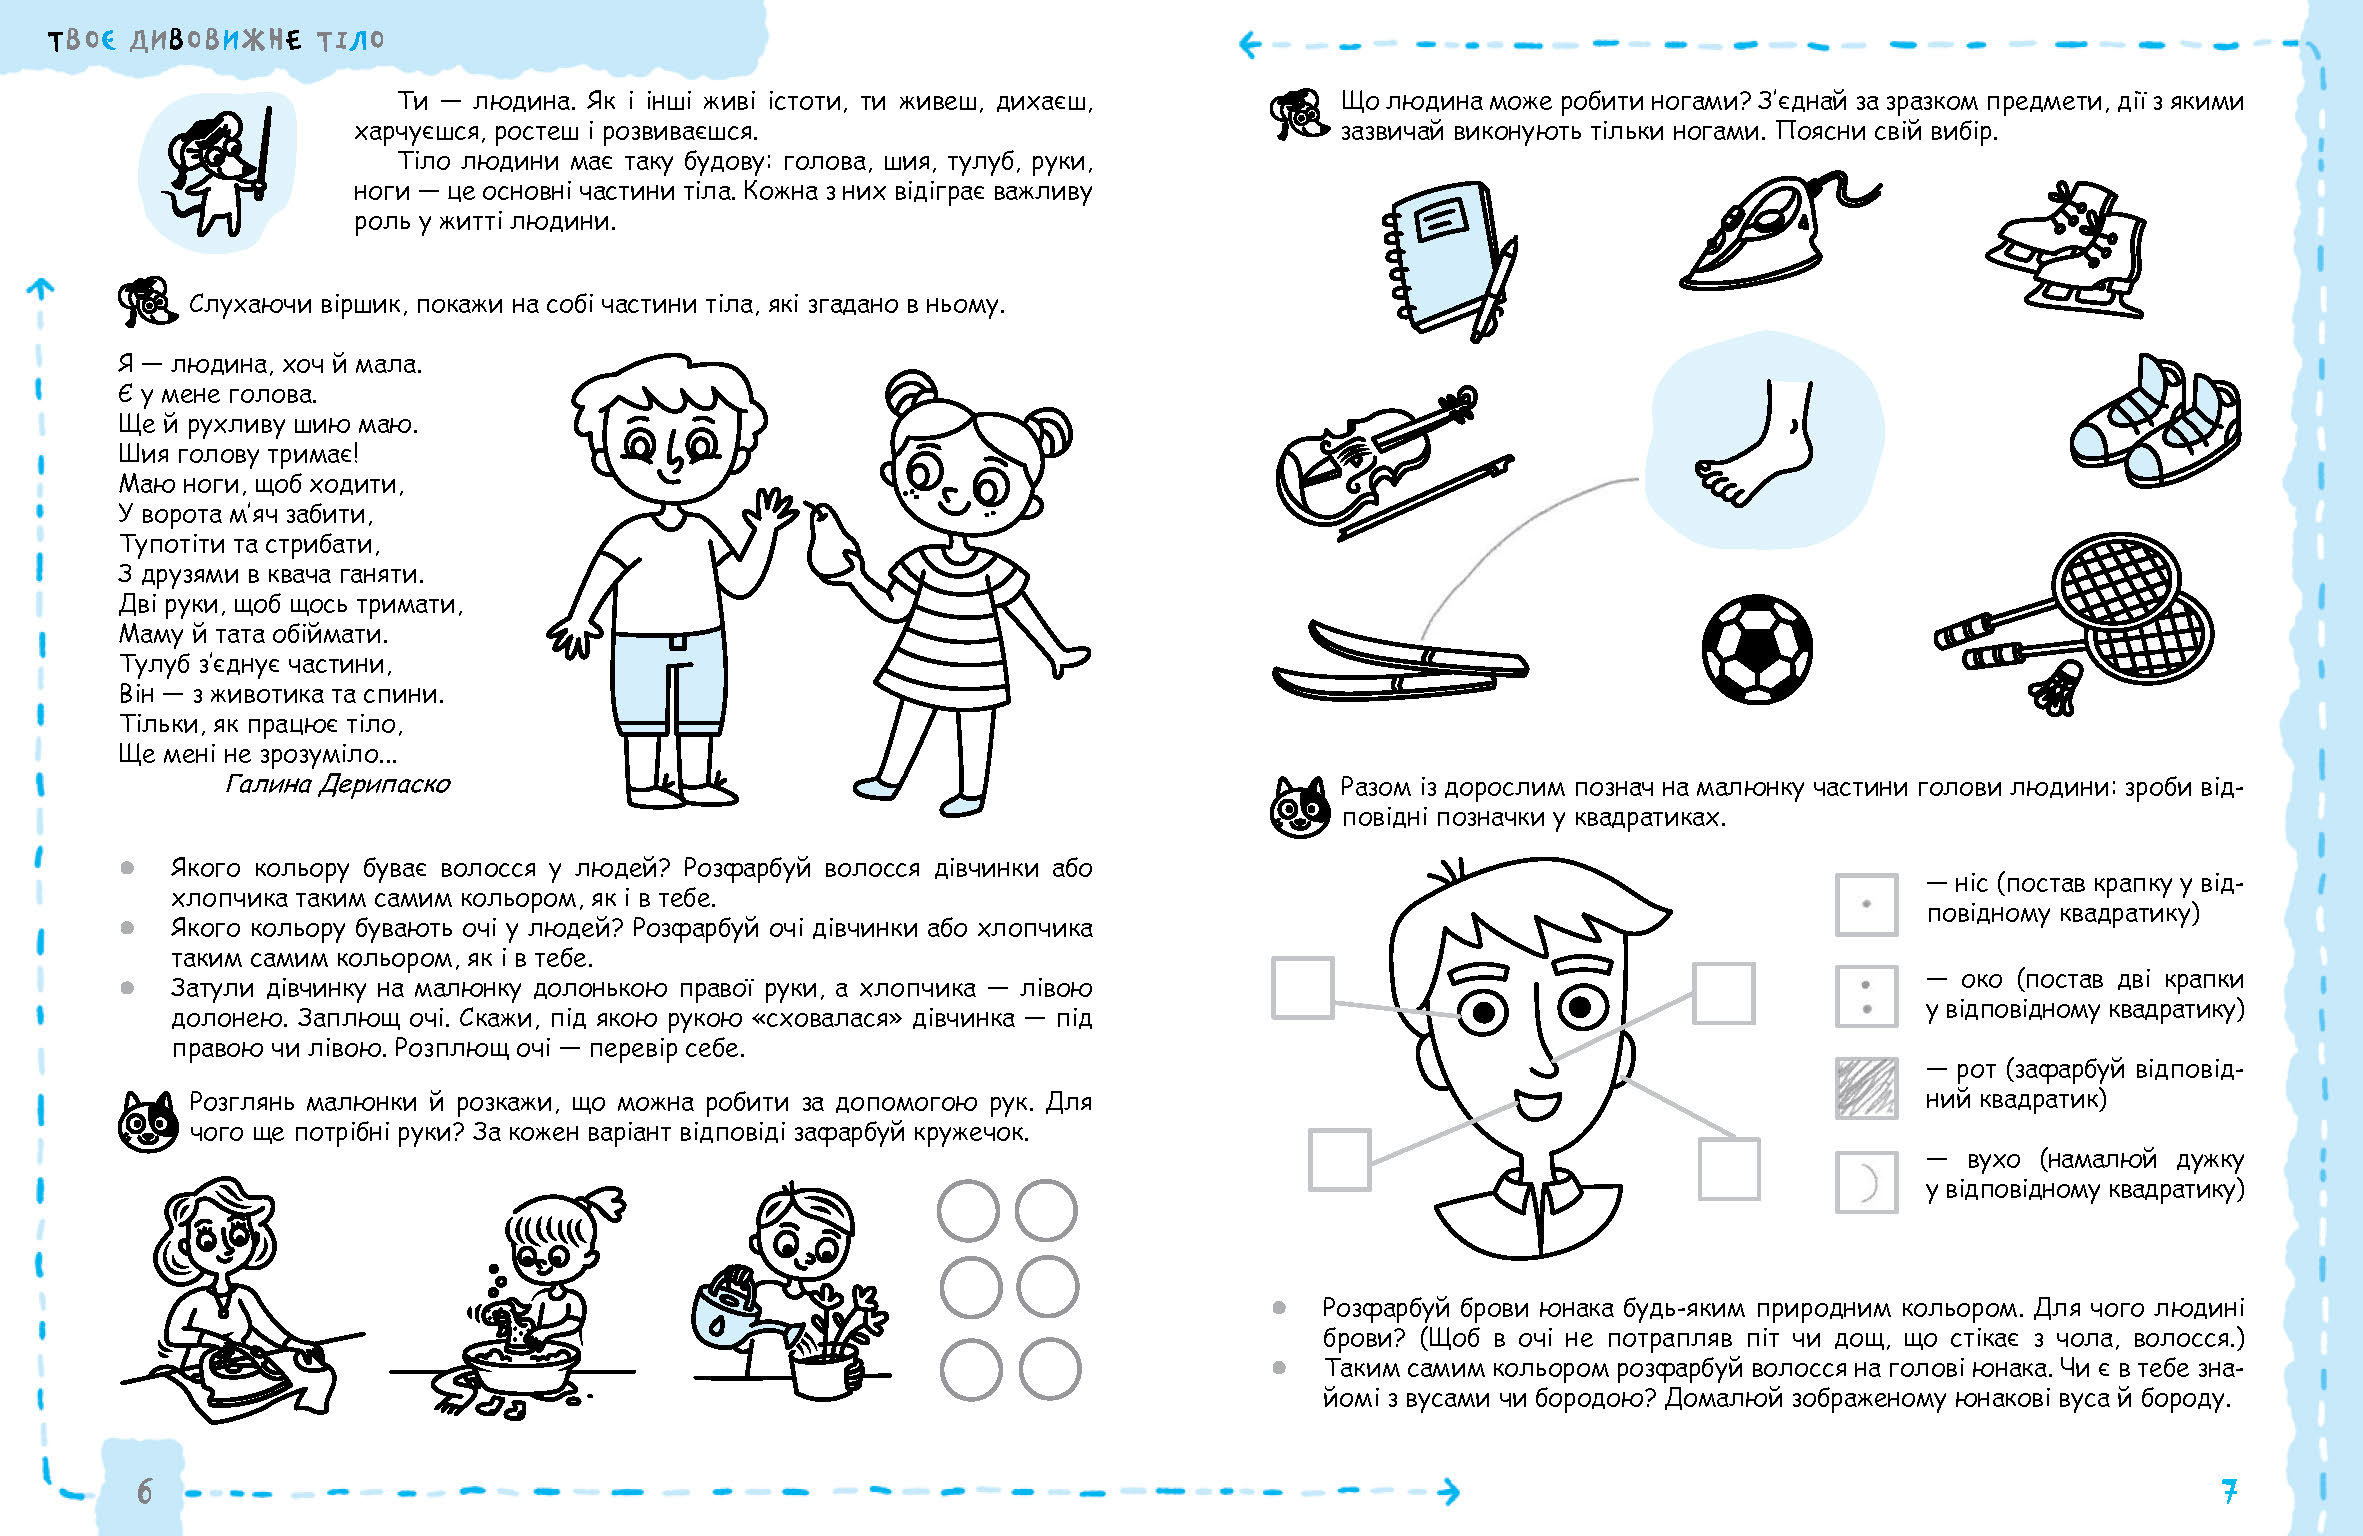 ТВОЄ ДИВОВИЖНЕ ТІЛО
Ти — людина. Як і інші живі істоти, ти живеш, дихаєш,
харчуєшся, ростеш і розвиваєшся.
Тіло людини має таку будову: голова, шия, тулуб, руки,
ноги — це основні частини тіла. Кожна з них відіграє важливу
роль у житті людини.
Слухаючи віршик, покажи на собі частини тіла, які згадано в ньому.
Я — людина, хоч й мала.
Є у мене голова.
Ще й рухливу шию маю.
Шия голову тримає!
Маю ноги, щоб ходити,
У ворота м’яч забити,
Тупотіти та стрибати,
З друзями в квача ганяти.
Дві руки, щоб щось тримати,
Маму й тата обіймати.
Тулуб з’єднує частини,
Він — з животика та спини.
Тільки, як працює тіло,
Ще мені не зрозуміло...
Галина Дерипаско
● Якого кольору буває волосся у людей? Розфарбуй волосся дівчинки або
хлопчика таким самим кольором, як і в тебе.
● Якого кольору бувають очі у людей? Розфарбуй очі дівчинки або хлопчика
таким самим кольором, як і в тебе.
● Затули дівчинку на малюнку долонькою правої руки, а хлопчика — лівою
долонею. Заплющ очі. Скажи, під якою рукою «сховалася» дівчинка — під
правою чи лівою. Розплющ очі — перевір себе.
Розглянь малюнки й розкажи, що можна робити за допомогою рук. Для
чого ще потрібні руки? За кожен варіант відповіді зафарбуй кружечок.
6
Що людина може робити ногами? З’єднай за зразком предмети, дії з якими
зазвичай виконують тільки ногами. Поясни свій вибір.
Разом із дорослим познач на малюнку частини голови людини: зроби від-
повідні позначки у квадратиках.
— ніс (постав крапку у від-
повідному квадратику)
— око (постав дві крапки
у відповідному квадратику)
— рот (зафарбуй відповід-
ний квадратик)
— вухо (намалюй дужку
у відповідному квадратику)
● Розфарбуй брови юнака будь-яким природним кольором. Для чого людині
брови? (Щоб в очі не потрапляв піт чи дощ, що стікає з чола, волосся.)
● Таким самим кольором розфарбуй волосся на голові юнака. Чи є в тебе зна-
йомі з вусами чи бородою? Домалюй зображеному юнакові вуса й бороду.
7